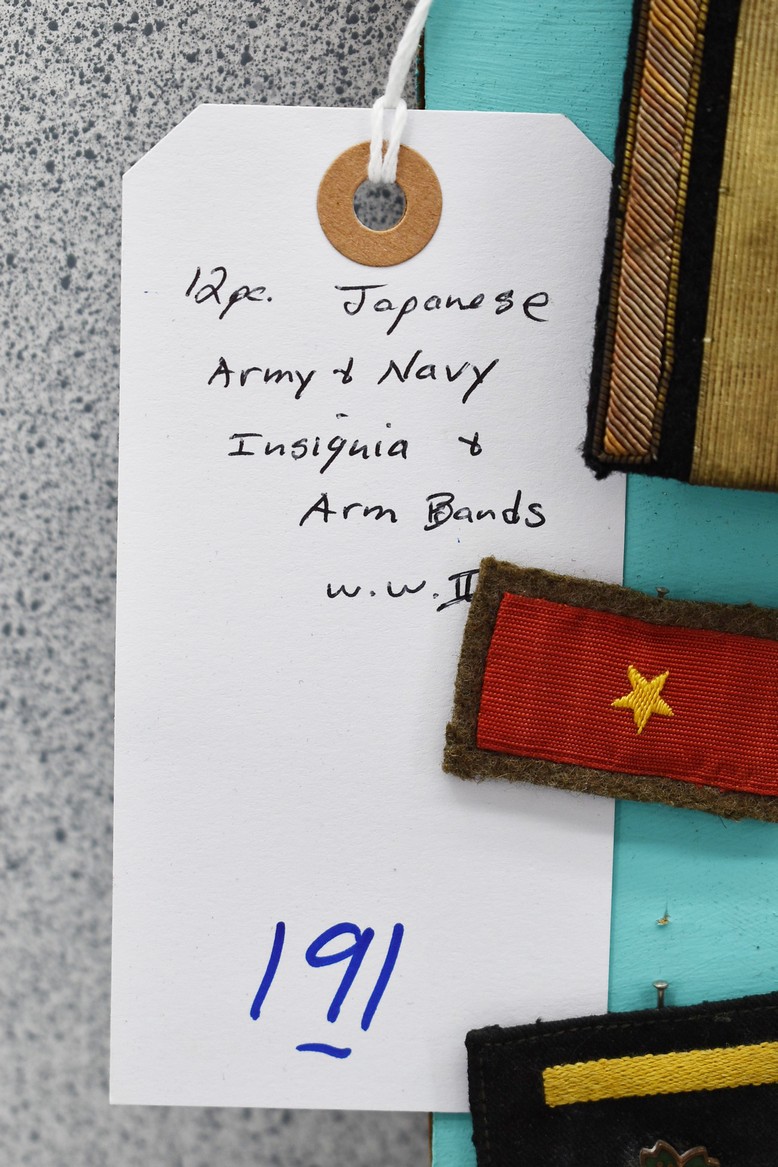 12pc. Japanese
Army & Navy
Insignia &
Arm Bands
W.W.II
191